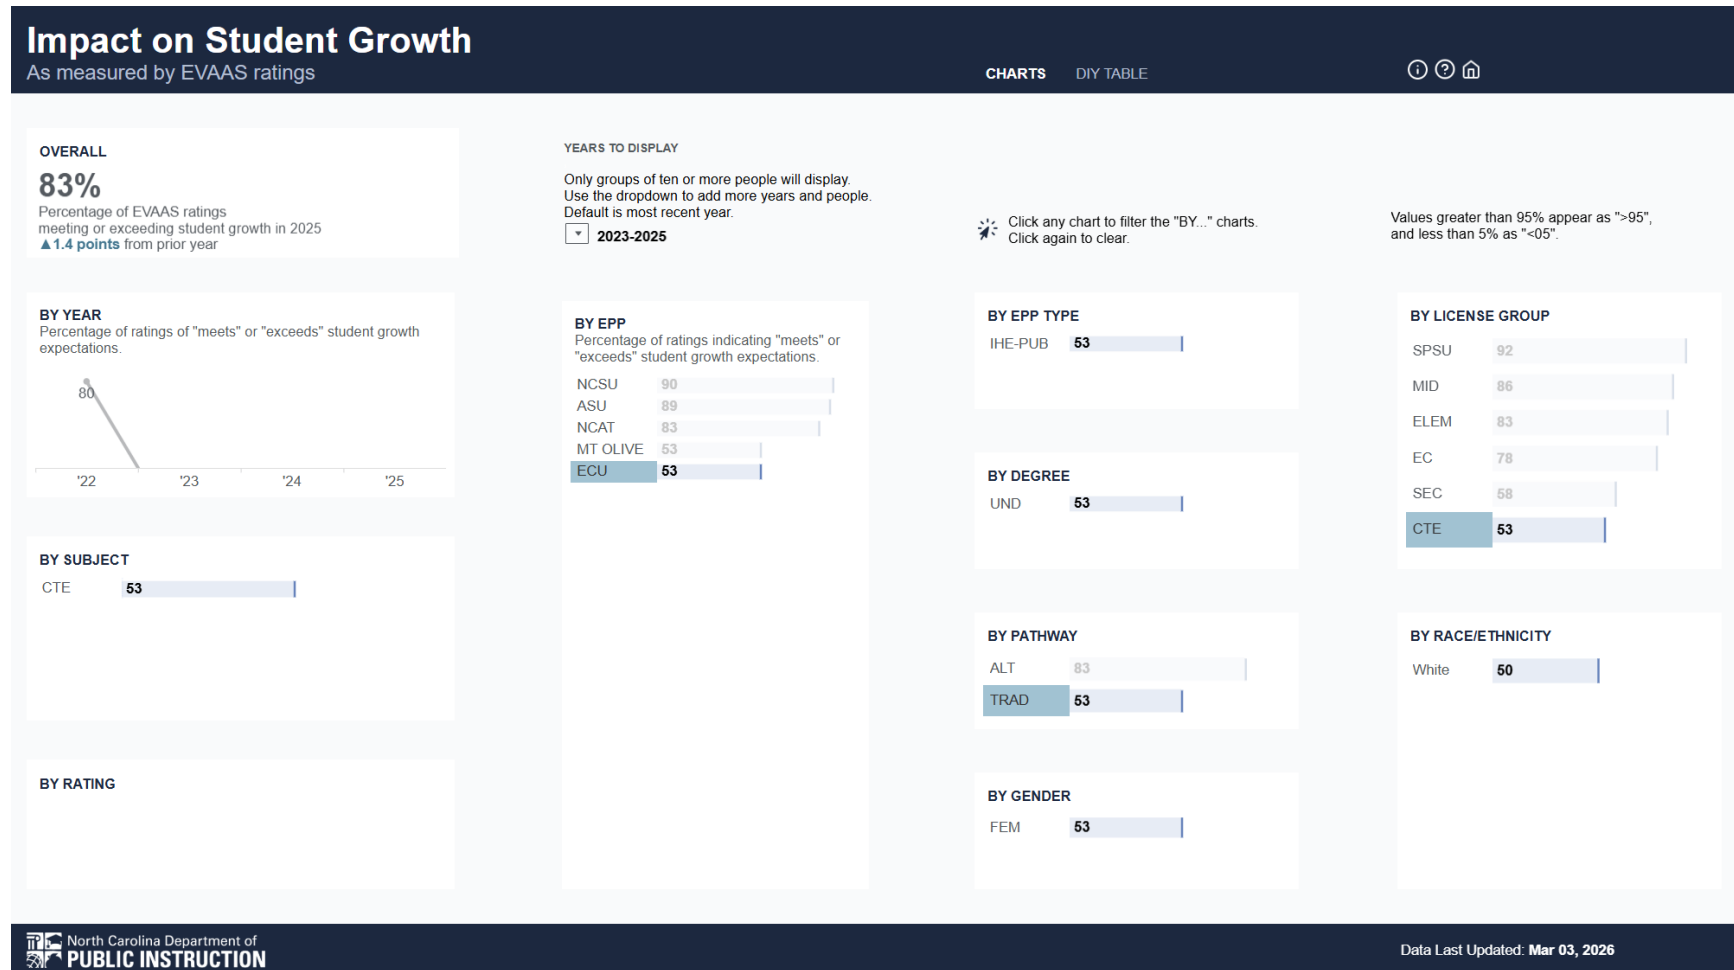 Impact on Student Growth
As measured by EVAAS ratings
CHARTS
DIY TABLE
OVERALL
83%
Percentage of EVAAS ratings
meeting or exceeding student growth in 2025
▲1.4 points from prior year
YEARS TO DISPLAY
Only groups of ten or more people will display.
Use the dropdown to add more years and people.
Default is most recent year.
2023-2025
Click any chart to filter the "BY..." charts.
Click again to clear.
Values greater than 95% appear as ">95",
and less than 5% as "<05".
BY YEAR
Percentage of ratings of "meets" or "exceeds" student growth
expectations.
80
'22 '23 '24 '25
BY SUBJECT
CTE 53
BY RATING
BY EPP
Percentage of ratings indicating "meets" or
"exceeds" student growth expectations.
NCSU 90
ASU 89
NCAT 83
MT OLIVE 53
ECU 53
BY EPP TYPE
IHE-PUB 53
BY DEGREE
UND 53
BY PATHWAY
ALT 83
TRAD 53
BY GENDER
FEM 53
BY LICENSE GROUP
SPSU 92
MID 86
ELEM 83
EC 78
SEC 58
CTE 53
BY RACE/ETHNICITY
White 50
North Carolina Department of
PUBLIC INSTRUCTION
Data Last Updated: Mar 03, 2026